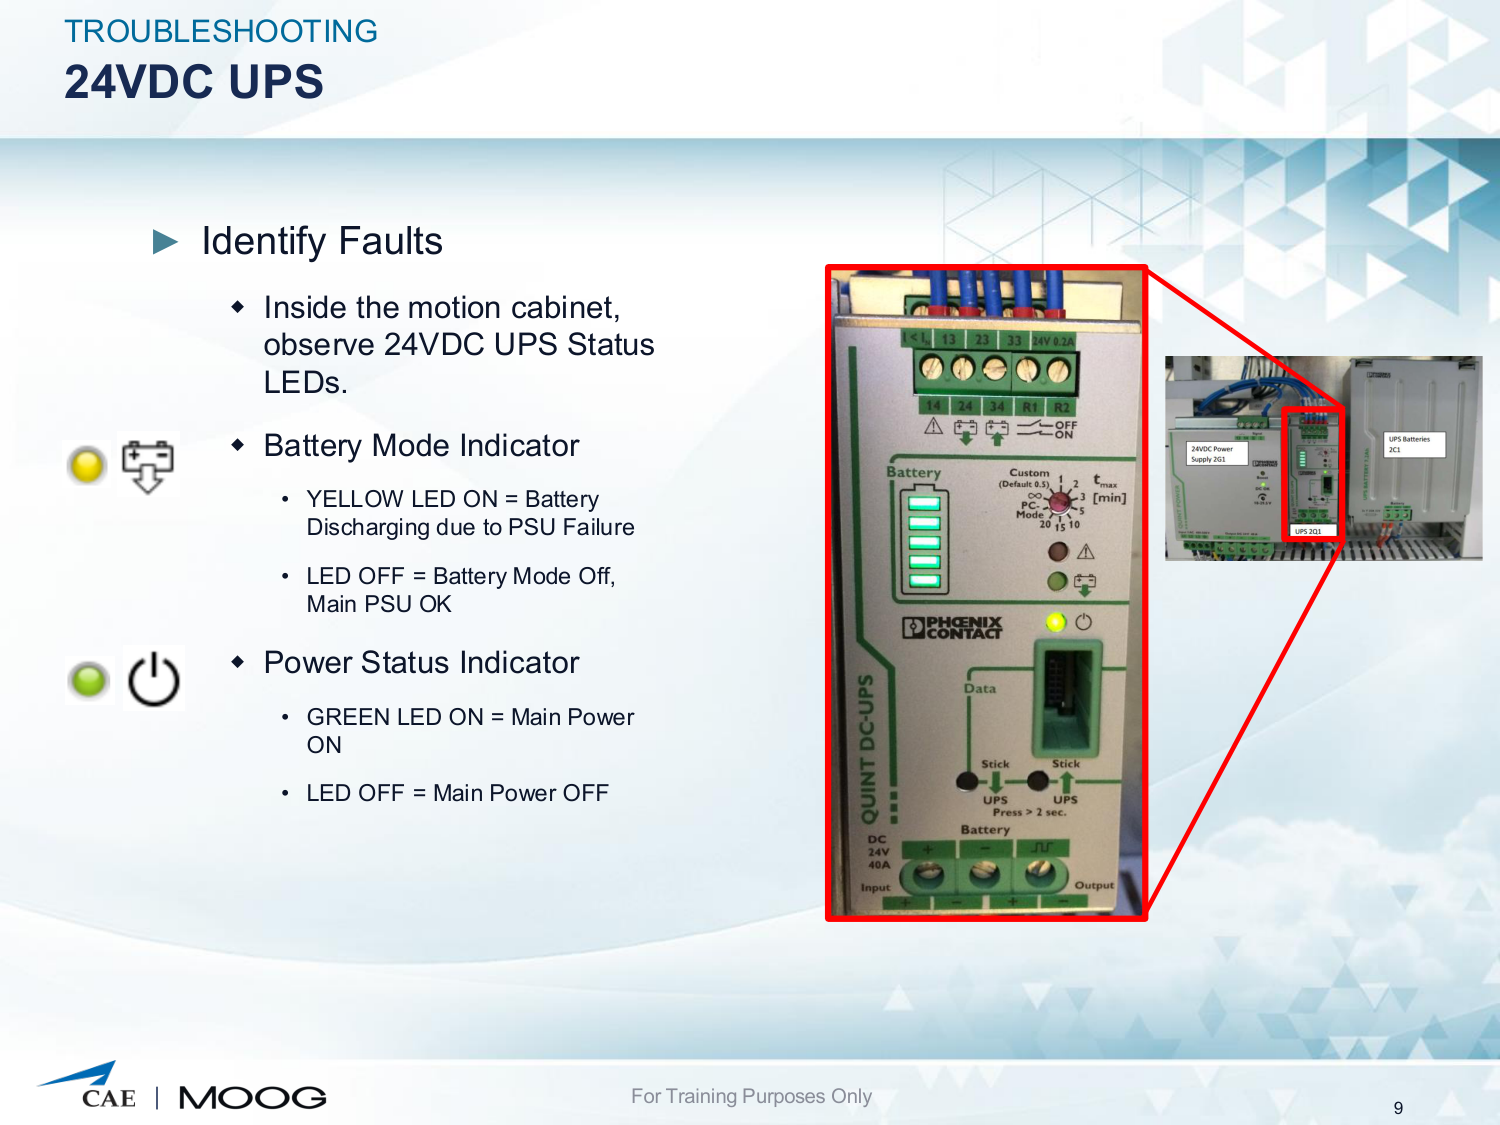 TROUBLESHOOTING
24VDC UPS
Identify Faults
Inside the motion cabinet,
observe 24VDC UPS Status
LEDs.
Battery Mode Indicator
• YELLOW LED ON = Battery
Discharging due to PSU Failure
• LED OFF = Battery Mode Off,
Main PSU OK
Power Status Indicator
• GREEN LED ON = Main Power
ON
• LED OFF = Main Power OFF
I < IN 13 23 33 24V 0.2A
14 24 34 R1 R2
OFF
ON
Battery
Custom
(Default 0.5)
1 2 3 5 10 15 20 ∞
PC-
Mode
tmax
[min]
PHŒNIX
CONTACT
QUINT DC-UPS
Data
Stick Stick
UPS UPS
Press > 2 sec.
Battery
DC
24V
40A
+ −
Input Output
+ − + −
24VDC Power
Supply 2G1
UPS 2Q1
UPS Batteries
2C1
CAE | MOOG
For Training Purposes Only
9